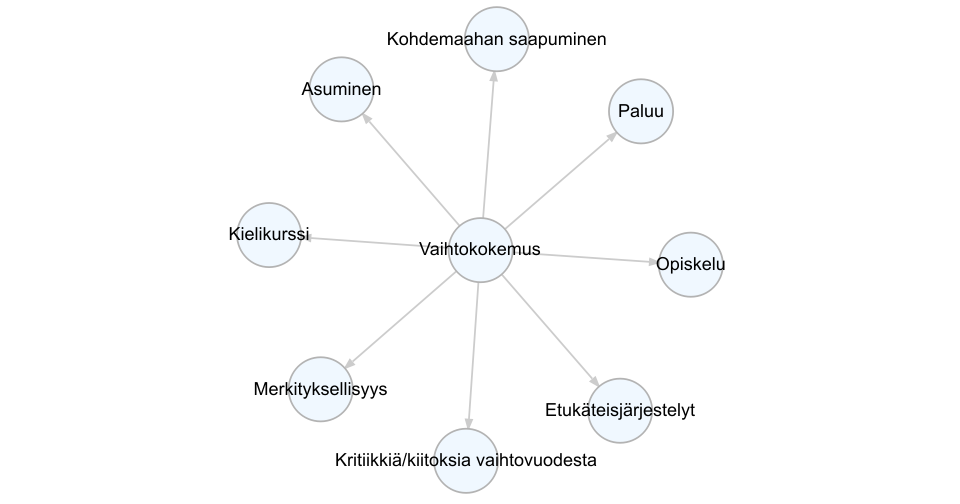 Kohdemaahan saapuminen
Asuminen
Paluu
Kielikurssi
Vaihtokokemus
Opiskelu
Merkityksellisyys
Etukäteisjärjestelyt
Kritiikkiä/kiitoksia vaihtovuodesta